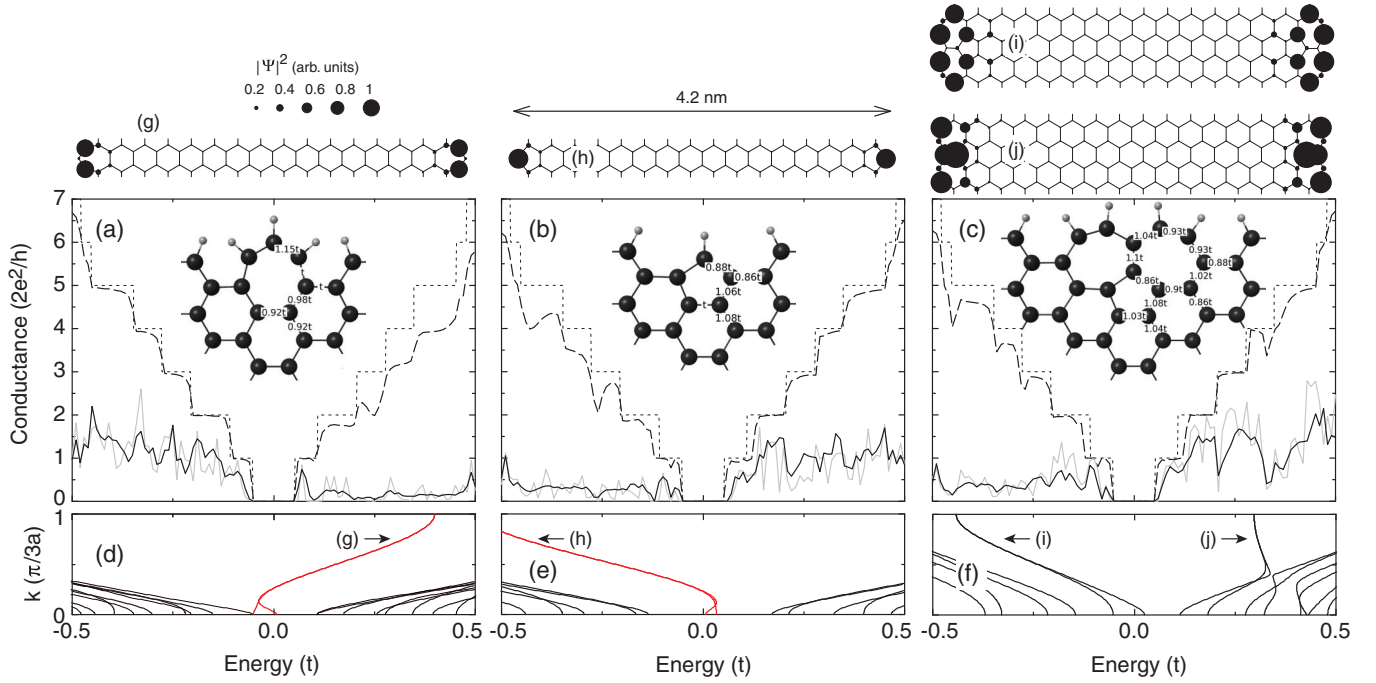 |Ψ|² (arb. units)
0.2 0.4 0.6 0.8 1
(g)
4.2 nm
(h)
(i)
(j)
Conductance (2e²/h)
7
6
5
4
3
2
1
0
(a)
1.15t
t
0.98t
0.92t
0.92t
(b)
0.88t
0.86t
1.06t
t
1.08t
(c)
1.04t
0.93t
0.93t
1.1t
0.88t
1.02t
0.86t
0.9t
1.08t
0.86t
1.03t
1.04t
k (π/3a)
1
0
(d)
(g)
(e)
(h)
(f)
(i)
(j)
-0.5 0.0 0.5 -0.5 0.0 0.5 -0.5 0.0 0.5
Energy (t) Energy (t) Energy (t)